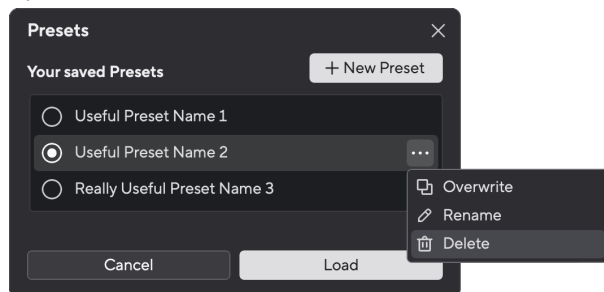 Presets
Your saved Presets
+ New Preset
Useful Preset Name 1
Useful Preset Name 2
Really Useful Preset Name 3
Overwrite
Rename
Delete
Cancel
Load